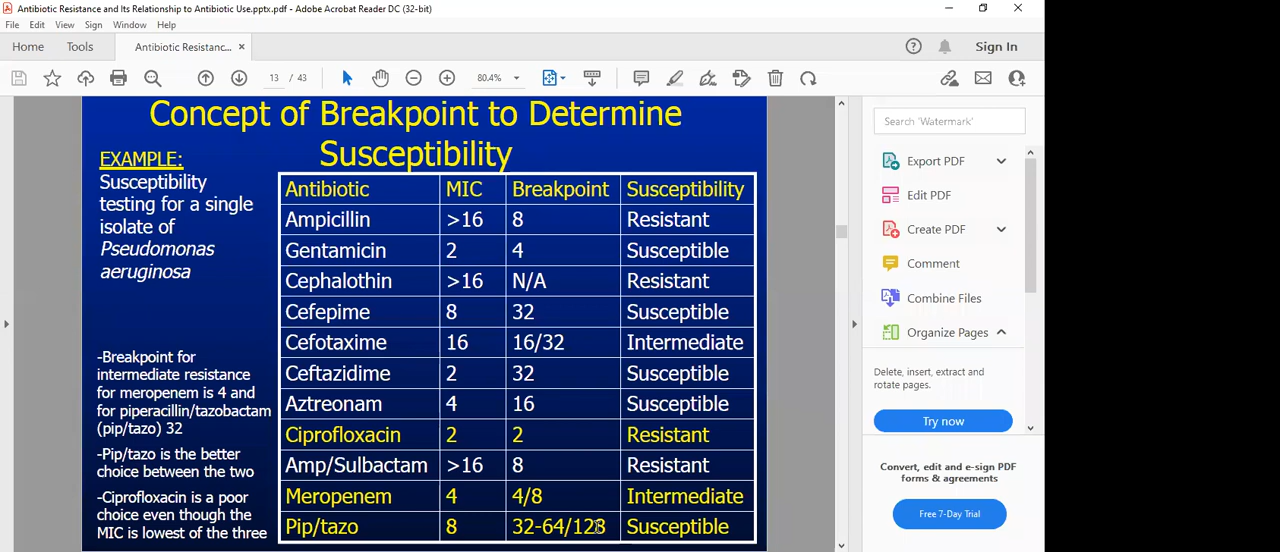 Antibiotic Resistance and Its Relationship to Antibiotic Use.pptx.pdf - Adobe Acrobat Reader DC (32-bit)
File Edit View Sign Window Help
Home Tools Antibiotic Resistanc... × Sign In
13 / 43 80.4%
Concept of Breakpoint to Determine
Susceptibility
EXAMPLE:
Susceptibility
testing for a single
isolate of
Pseudomonas
aeruginosa
-Breakpoint for
intermediate resistance
for meropenem is 4 and
for piperacillin/tazobactam
(pip/tazo) 32
-Pip/tazo is the better
choice between the two
-Ciprofloxacin is a poor
choice even though the
MIC is lowest of the three
Antibiotic MIC Breakpoint Susceptibility
Ampicillin >16 8 Resistant
Gentamicin 2 4 Susceptible
Cephalothin >16 N/A Resistant
Cefepime 8 32 Susceptible
Cefotaxime 16 16/32 Intermediate
Ceftazidime 2 32 Susceptible
Aztreonam 4 16 Susceptible
Ciprofloxacin 2 2 Resistant
Amp/Sulbactam >16 8 Resistant
Meropenem 4 4/8 Intermediate
Pip/tazo 8 32-64/128 Susceptible
Search 'Watermark'
Export PDF
Edit PDF
Create PDF
Comment
Combine Files
Organize Pages
Delete, insert, extract and
rotate pages.
Try now
Convert, edit and e-sign PDF
forms & agreements
Free 7-Day Trial